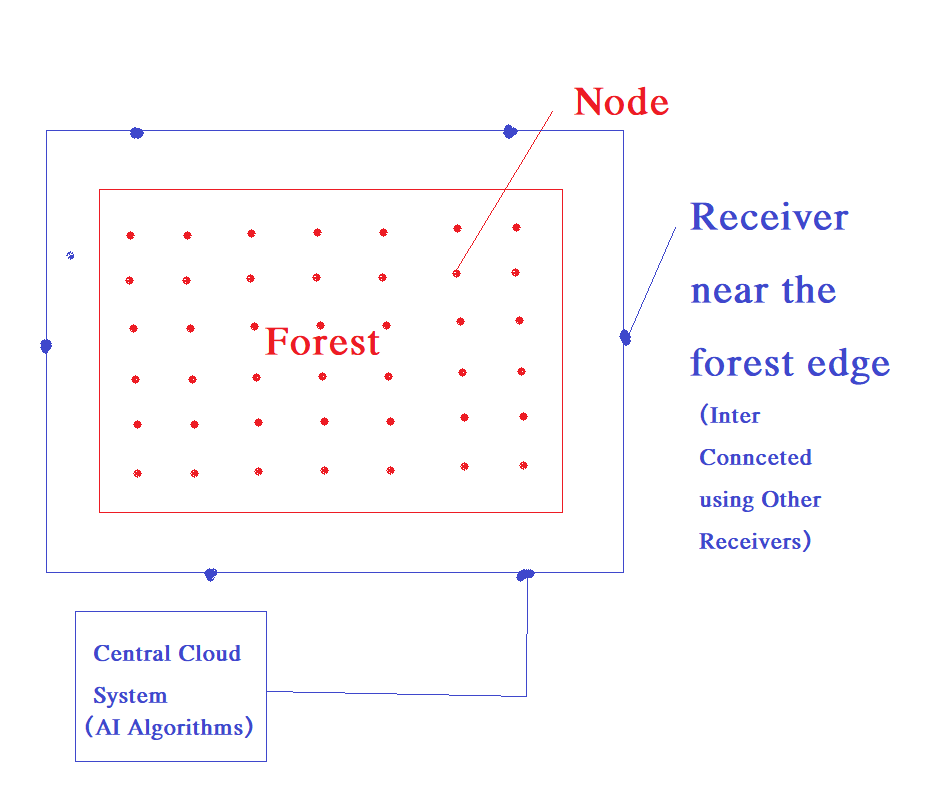 Node
Receiver
near the
forest edge
(Inter
Connceted
using Other
Receivers)
Forest
Central Cloud
System
(AI Algorithms)